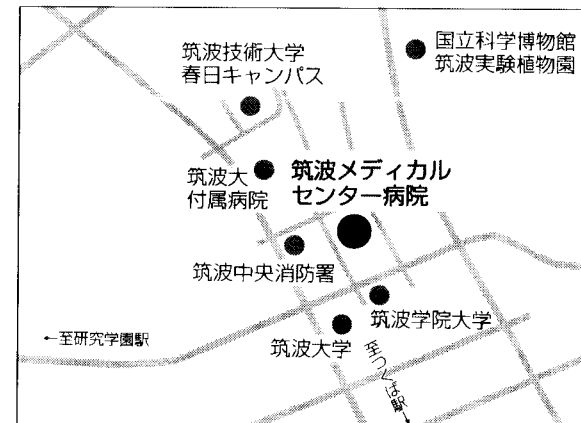 筑波技術大学
春日キャンパス
国立科学博物館
筑波実験植物園
筑波大
付属病院
筑波メディカル
センター病院
筑波中央消防署
筑波学院大学
筑波大学
←至研究学園駅
至つくば駅→